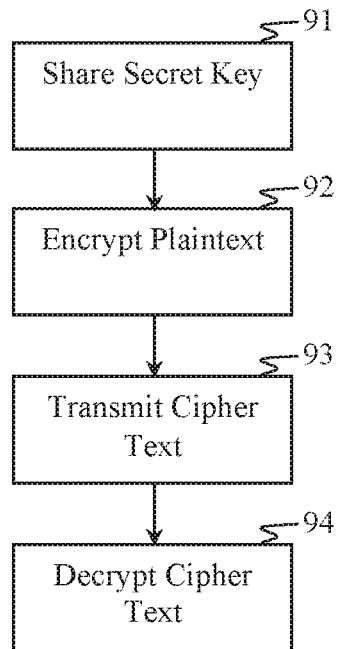 91
Share Secret Key
92
Encrypt Plaintext
93
Transmit Cipher
Text
94
Decrypt Cipher
Text